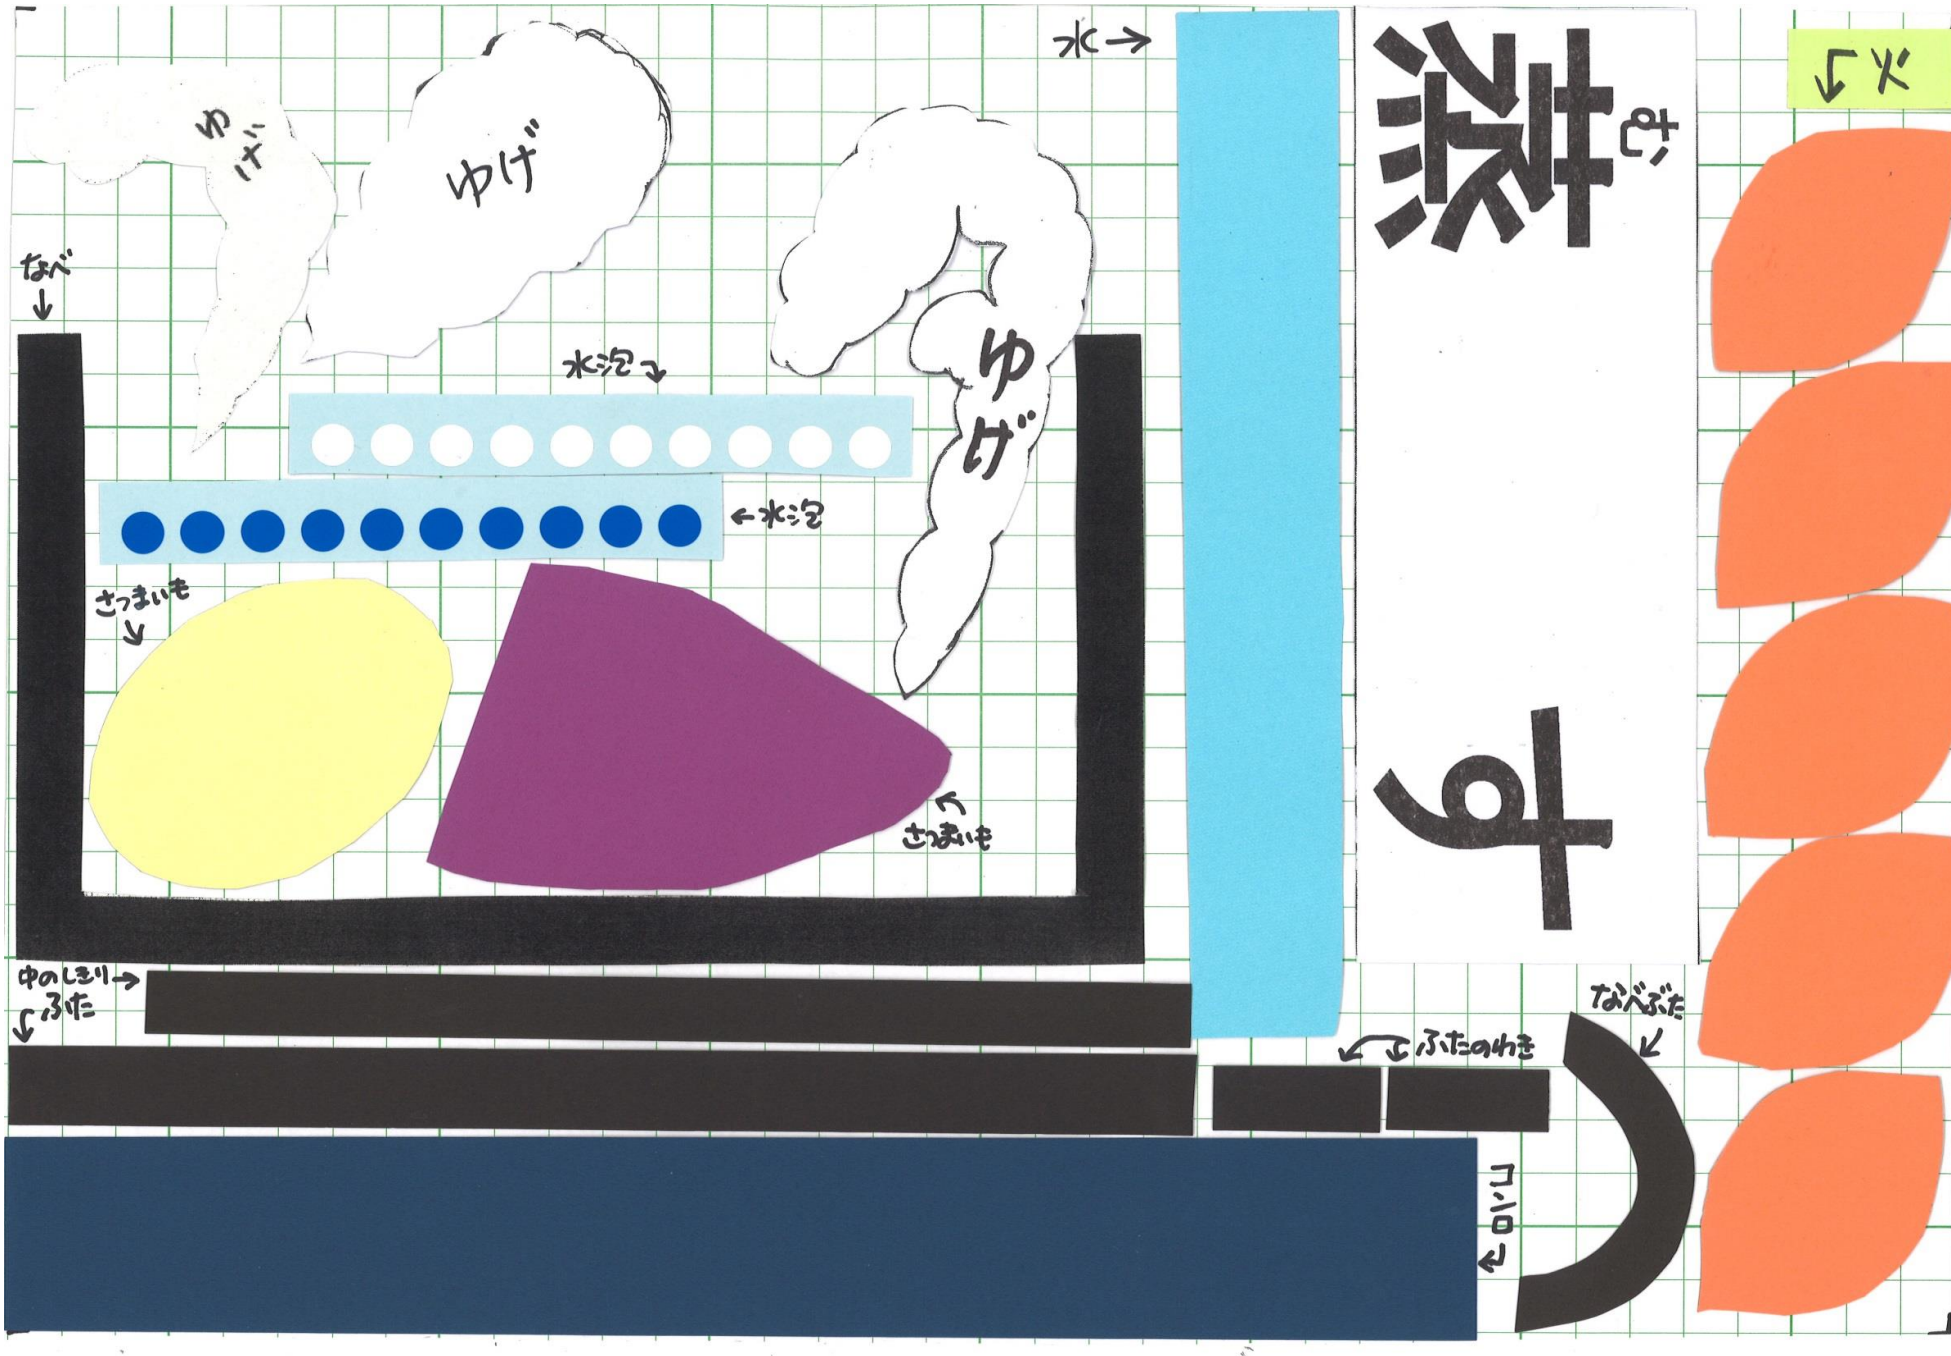 水→
火
む
蒸す
ゆげ
ゆげ
ゆげ
なべ
水泡
←水泡
さつまいも
さつまいも
中のしきり→
ふた
ふたのわき
なべぶた
コンロ